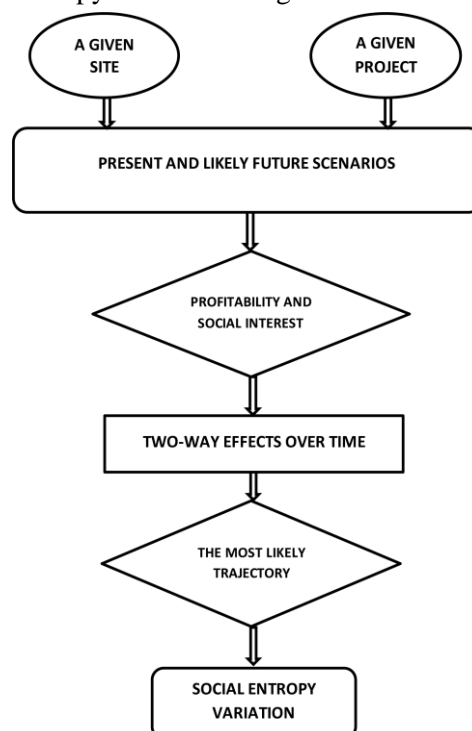 A GIVEN
SITE
A GIVEN
PROJECT
PRESENT AND LIKELY FUTURE SCENARIOS
PROFITABILITY AND
SOCIAL INTEREST
TWO-WAY EFFECTS OVER TIME
THE MOST LIKELY
TRAJECTORY
SOCIAL ENTROPY
VARIATION